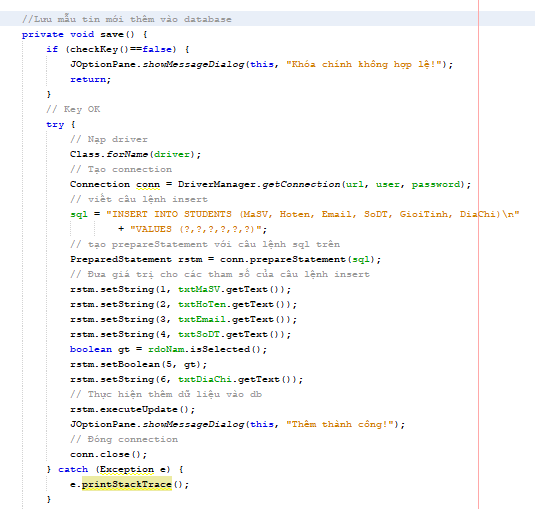 //Lưu mẫu tin mới thêm vào database
private void save() {
if (checkKey()==false) {
JOptionPane.showMessageDialog(this, "Khóa chính không hợp lệ!");
return;
}
// Key OK
try {
// Nạp driver
Class.forName(driver);
// Tạo connection
Connection conn = DriverManager.getConnection(url, user, password);
// viết câu lệnh insert
sql = "INSERT INTO STUDENTS (MaSV, Hoten, Email, SoDT, GioiTinh, DiaChi)\n"
+ "VALUES (?,?,?,?,?,?)";
// tạo prepareStatement với câu lệnh sql trên
PreparedStatement rstm = conn.prepareStatement(sql);
// Đưa giá trị cho các tham số của câu lệnh insert
rstm.setString(1, txtMaSV.getText());
rstm.setString(2, txtHoTen.getText());
rstm.setString(3, txtEmail.getText());
rstm.setString(4, txtSoDT.getText());
boolean gt = rdoNam.isSelected();
rstm.setBoolean(5, gt);
rstm.setString(6, txtDiaChi.getText());
// Thực hiện thêm dữ liệu vào db
rstm.executeUpdate();
JOptionPane.showMessageDialog(this, "Thêm thành công!");
// Đóng connection
conn.close();
} catch (Exception e) {
e.printStackTrace();
}